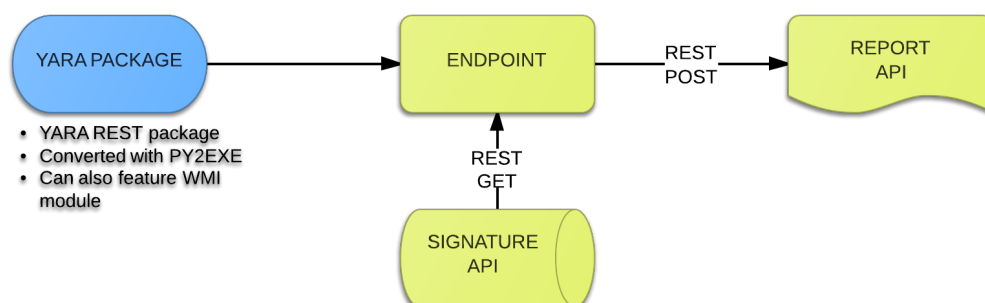 YARA PACKAGE
ENDPOINT
REST
POST
REPORT
API
• YARA REST package
• Converted with PY2EXE
• Can also feature WMI
module
REST
GET
SIGNATURE
API